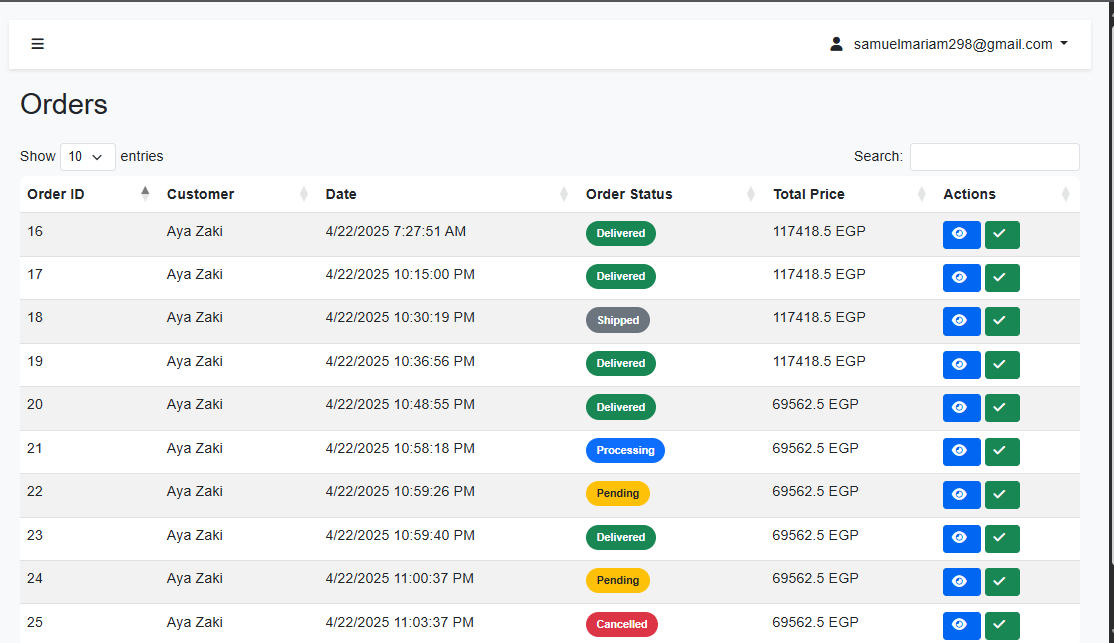 samuelmariam298@gmail.com
Orders
Show 10 entries Search:
Order ID Customer Date Order Status Total Price Actions
16 Aya Zaki 4/22/2025 7:27:51 AM Delivered 117418.5 EGP
17 Aya Zaki 4/22/2025 10:15:00 PM Delivered 117418.5 EGP
18 Aya Zaki 4/22/2025 10:30:19 PM Shipped 117418.5 EGP
19 Aya Zaki 4/22/2025 10:36:56 PM Delivered 117418.5 EGP
20 Aya Zaki 4/22/2025 10:48:55 PM Delivered 69562.5 EGP
21 Aya Zaki 4/22/2025 10:58:18 PM Processing 69562.5 EGP
22 Aya Zaki 4/22/2025 10:59:26 PM Pending 69562.5 EGP
23 Aya Zaki 4/22/2025 10:59:40 PM Delivered 69562.5 EGP
24 Aya Zaki 4/22/2025 11:00:37 PM Pending 69562.5 EGP
25 Aya Zaki 4/22/2025 11:03:37 PM Cancelled 69562.5 EGP